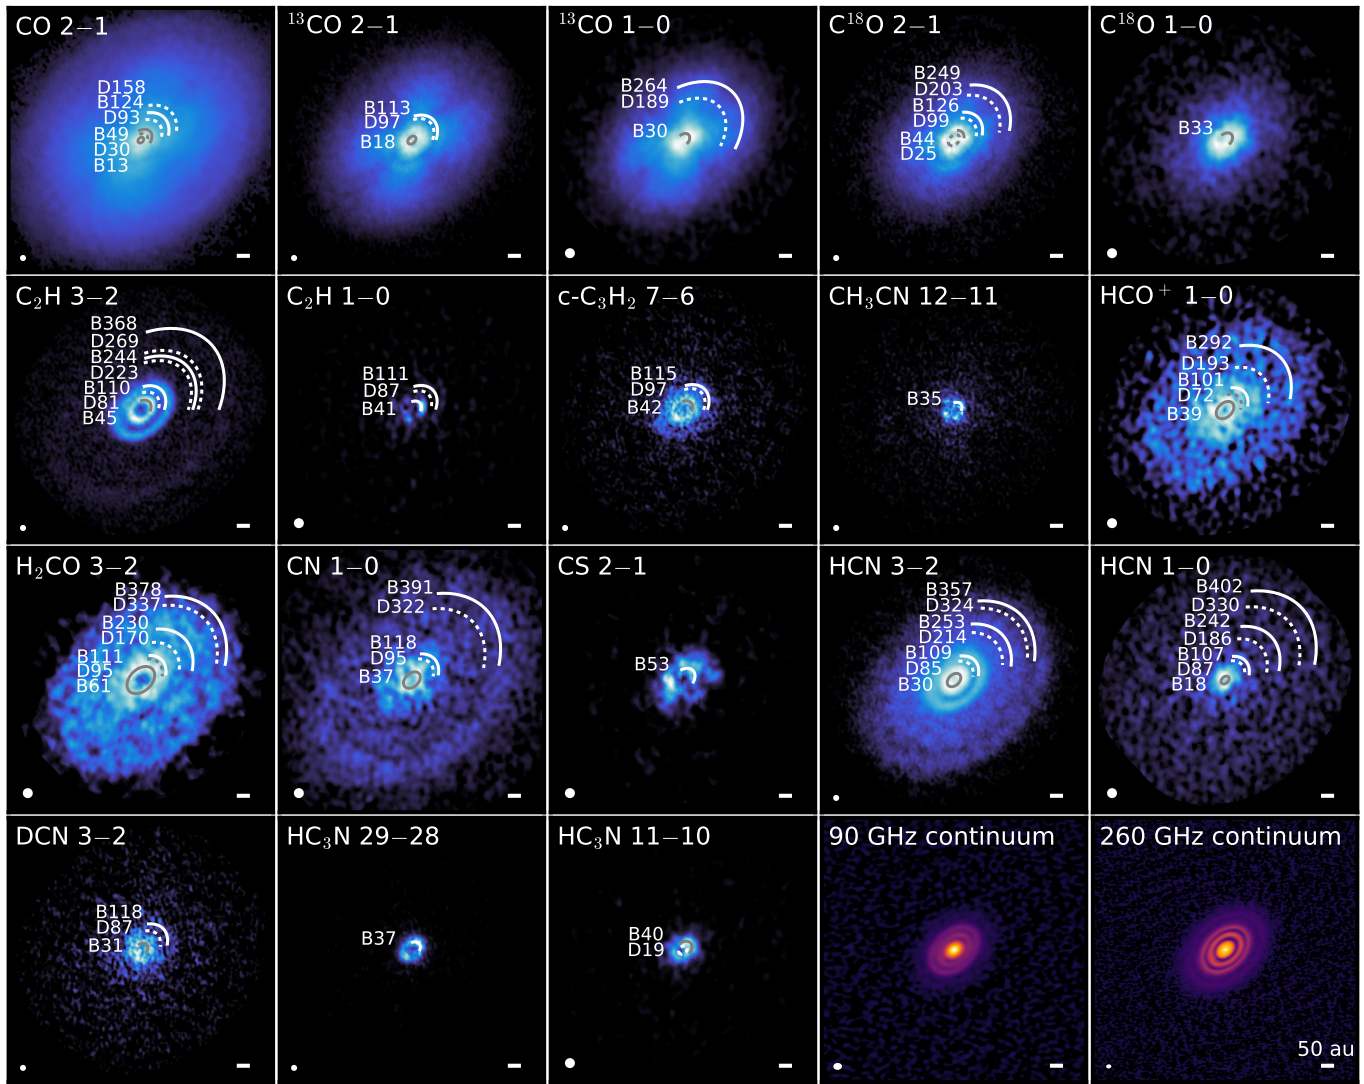 CO 2−1
D158
B124
D93
B49
D30
B13
¹³CO 2−1
B113
D97
B18
¹³CO 1−0
B264
D189
B30
C¹⁸O 2−1
B249
D203
B126
D99
B44
D25
C¹⁸O 1−0
B33
C₂H 3−2
B368
D269
B244
D223
B110
D81
B45
C₂H 1−0
B111
D87
B41
c-C₃H₂ 7−6
B115
D97
B42
CH₃CN 12−11
B35
HCO⁺ 1−0
B292
D193
B101
D72
B39
H₂CO 3−2
B378
D337
B230
D170
B111
D95
B61
CN 1−0
B391
D322
B118
D95
B37
CS 2−1
B53
HCN 3−2
B357
D324
B253
D214
B109
D85
B30
HCN 1−0
B402
D330
B242
D186
B107
D87
B18
DCN 3−2
B118
D87
B31
HC₃N 29−28
B37
HC₃N 11−10
B40
D19
90 GHz continuum
260 GHz continuum
50 au